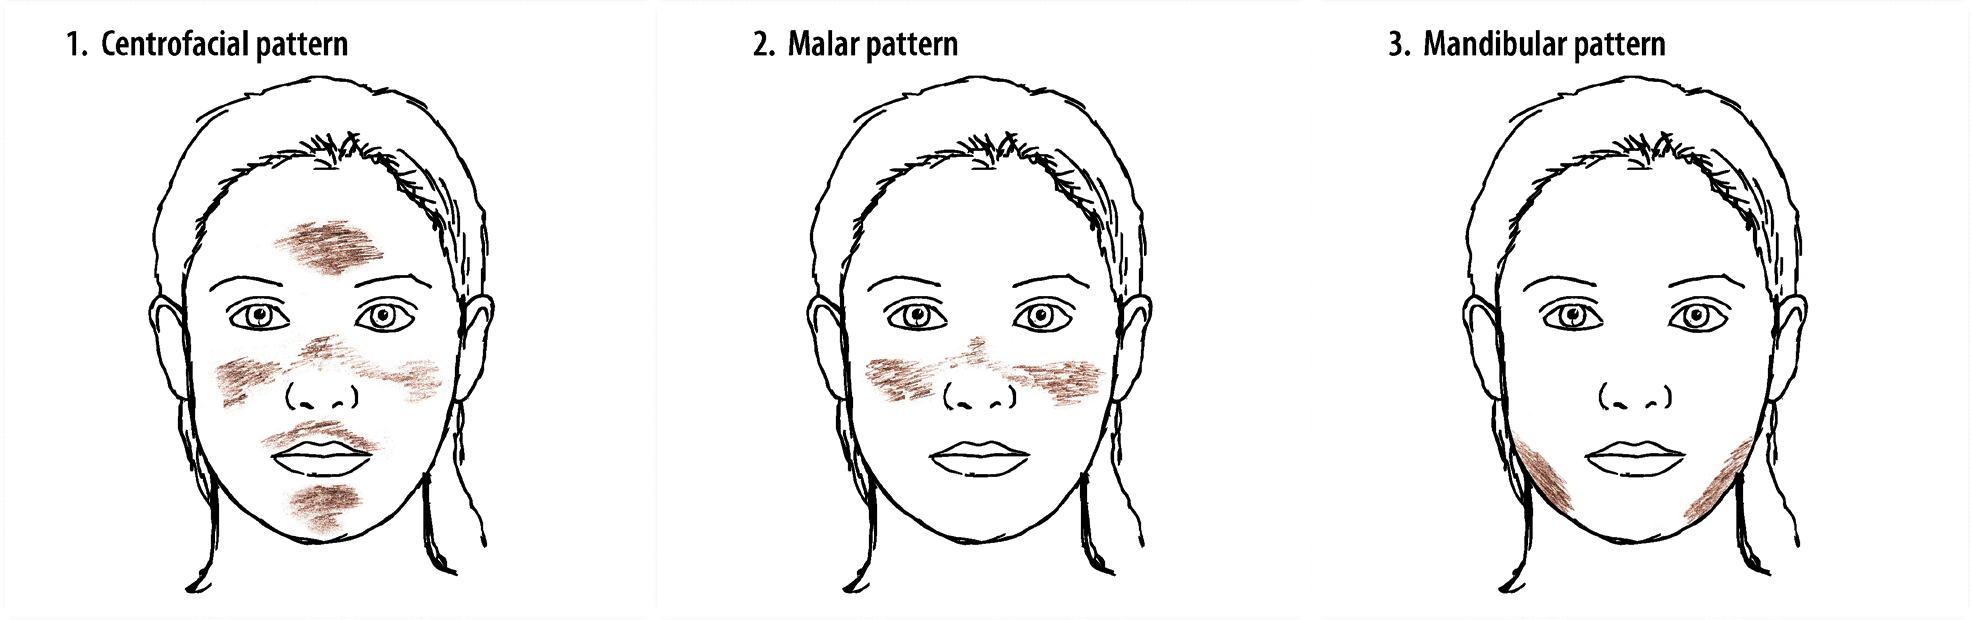 1. Centrofacial pattern
2. Malar pattern
3. Mandibular pattern